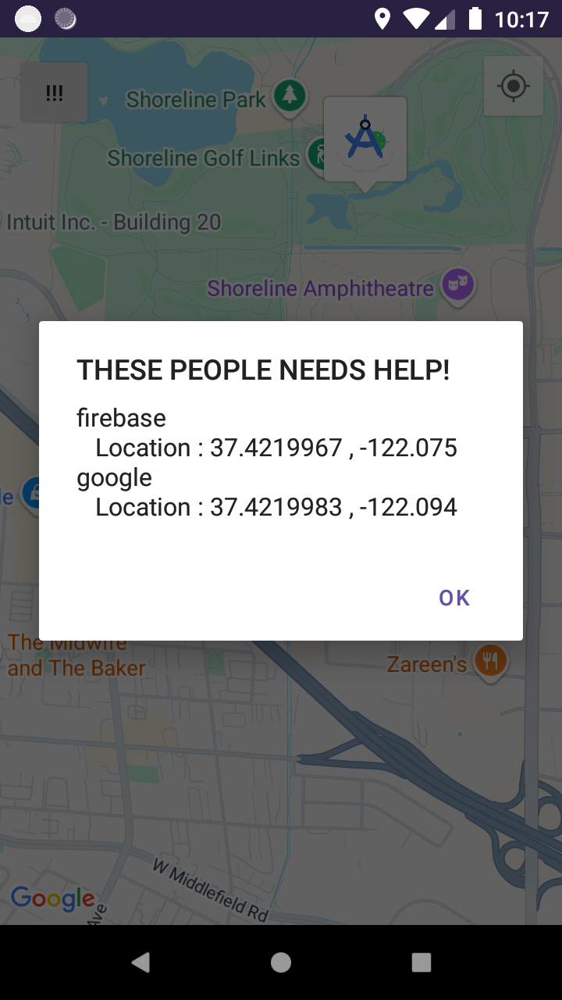 10:17
!!!
Shoreline Park
Shoreline Golf Links
Intuit Inc. - Building 20
Shoreline Amphitheatre
THESE PEOPLE NEEDS HELP!
firebase
Location : 37.4219967 , -122.075
google
Location : 37.4219983 , -122.094
le
OK
The Midwife
and The Baker
Zareen's
W Middlefield Rd
Google
Ave